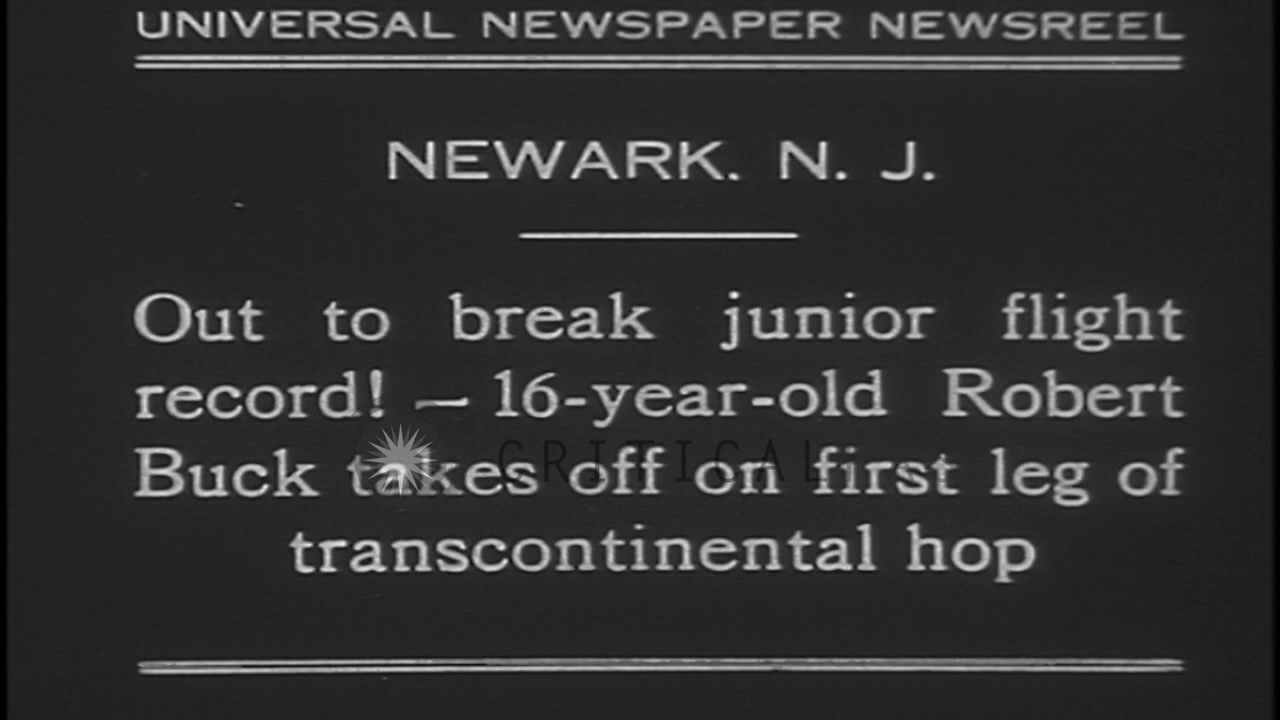 UNIVERSAL NEWSPAPER NEWSREEL
NEWARK. N. J.
Out to break junior flight
record! — 16-year-old Robert
Buck takes off on first leg of
transcontinental hop
CRITICAL